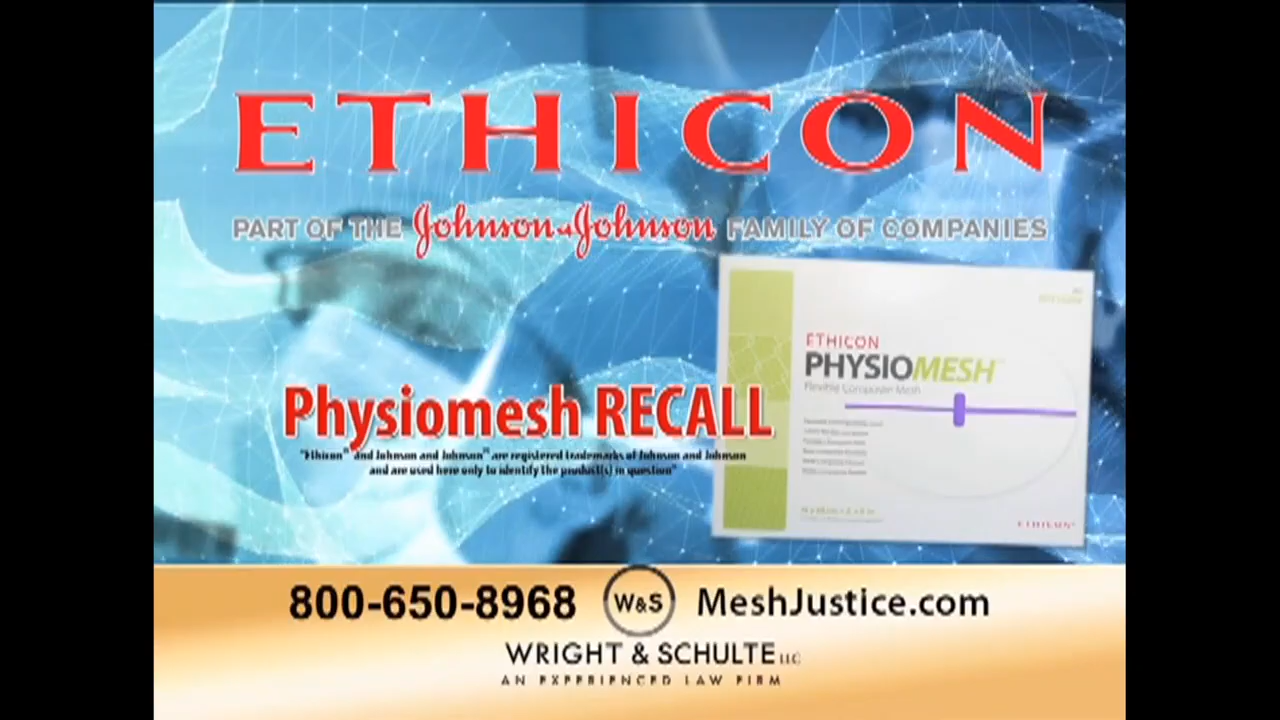 ETHICON
PART OF THE Johnson & Johnson FAMILY OF COMPANIES
ETHICON
PHYSIOMESH™
Flexible Composite Mesh
Physiomesh RECALL
"Ethicon® and Johnson and Johnson® are registered trademarks of Johnson and Johnson
and are used here only to identify the product(s) in question"
ETHICON
800-650-8968 W&S MeshJustice.com
WRIGHT & SCHULTE LLC
AN EXPERIENCED LAW FIRM